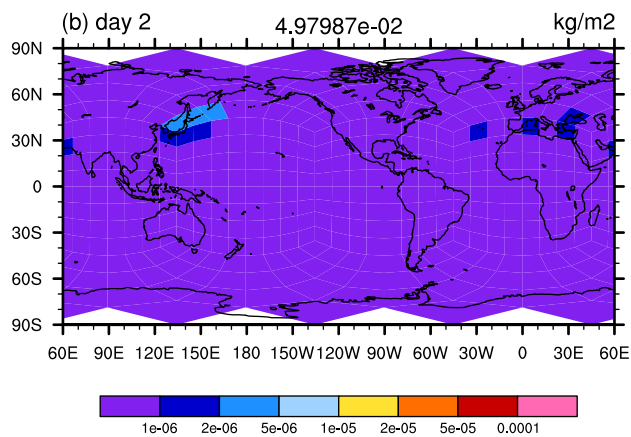 (b) day 2 4.97987e-02 kg/m2
90N
60N
30N
0
30S
60S
90S
60E 90E 120E 150E 180 150W 120W 90W 60W 30W 0 30E 60E
1e-06 2e-06 5e-06 1e-05 2e-05 5e-05 0.0001